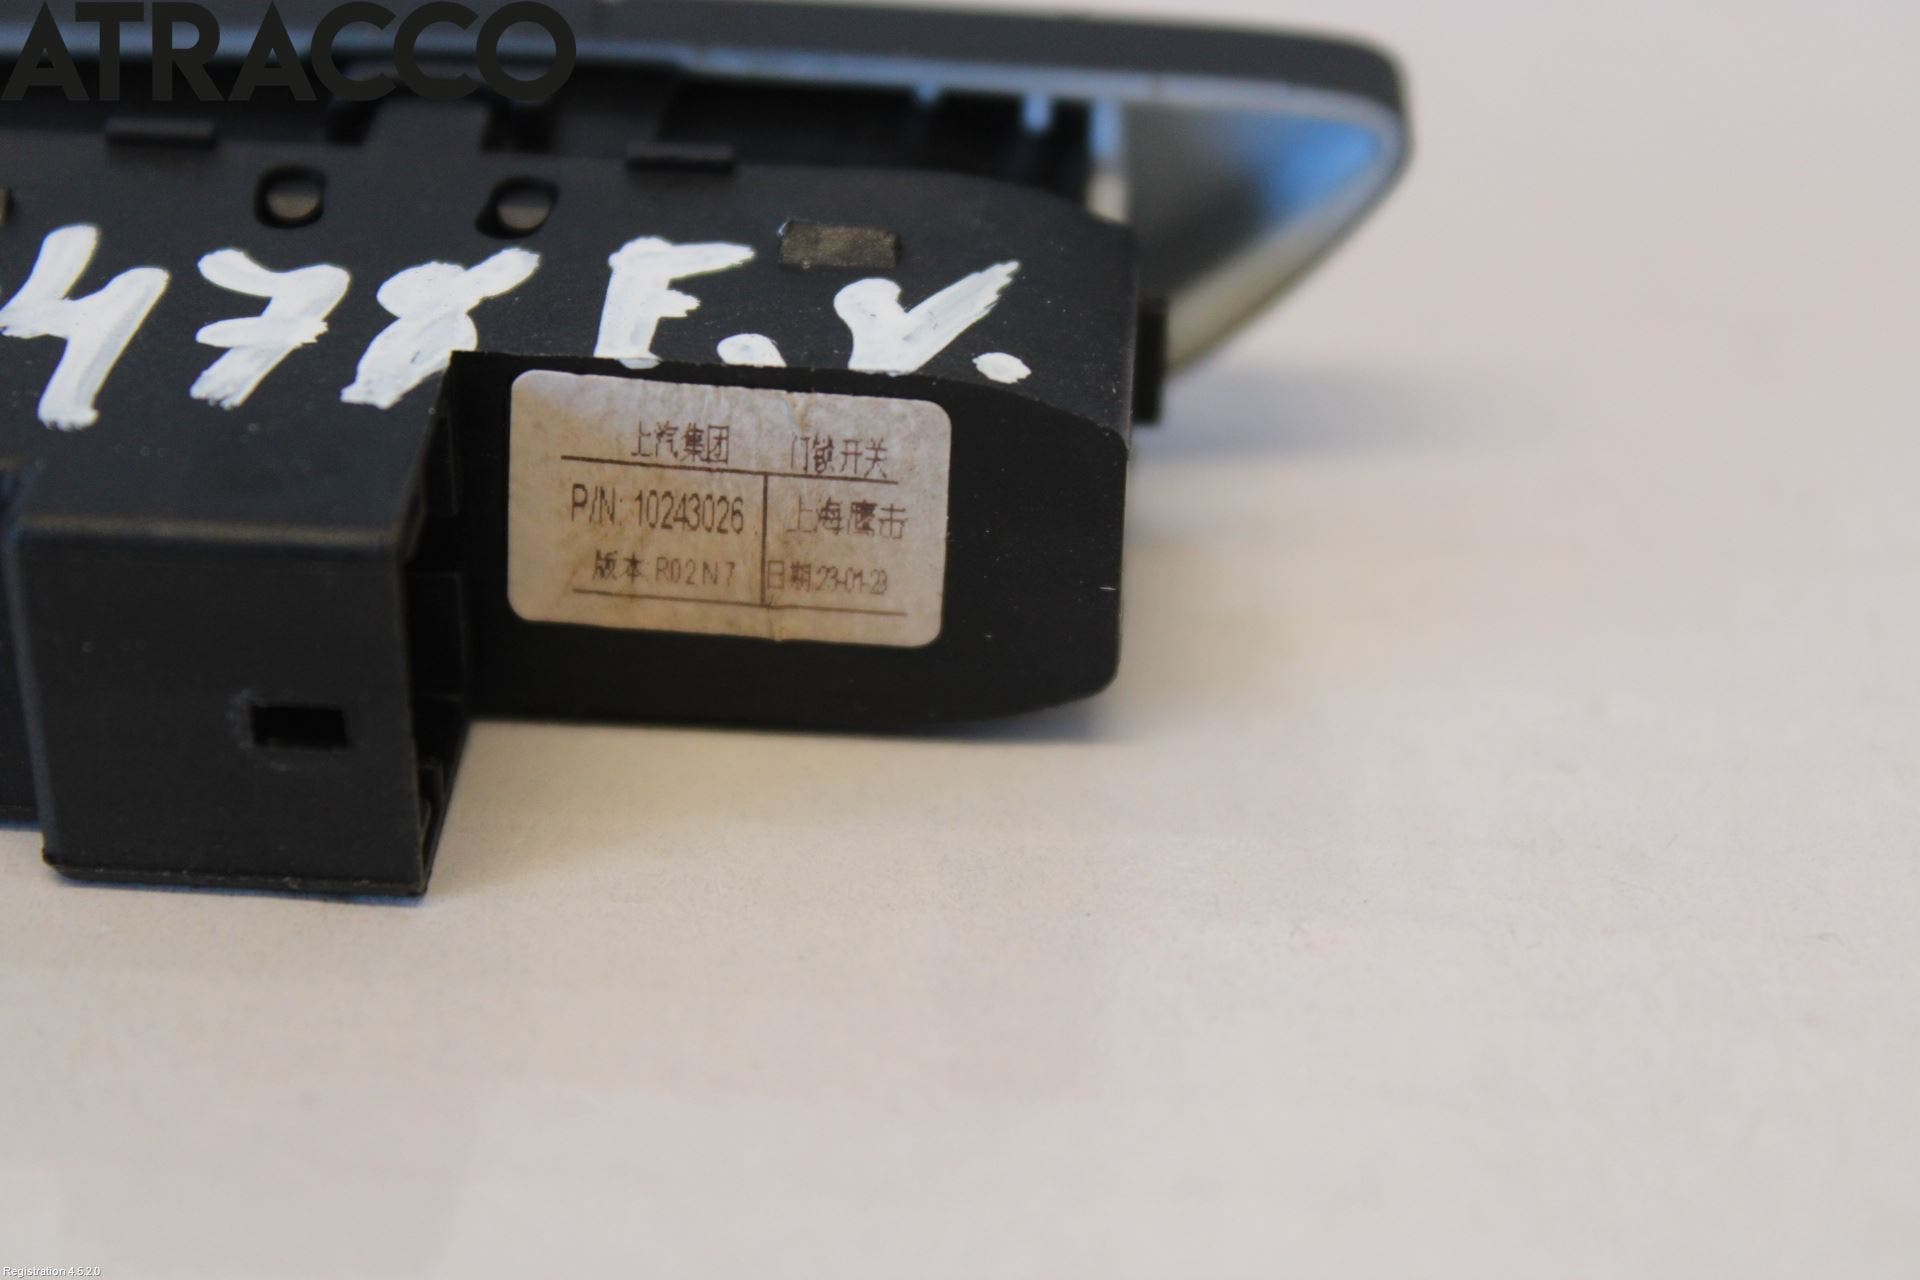 ATRACCO
478 F.V.
上汽集团 门锁开关
P/N: 10243026 上海鹰击
版本 R02N7 日期 23-01-29
Registration 4.5.2.0